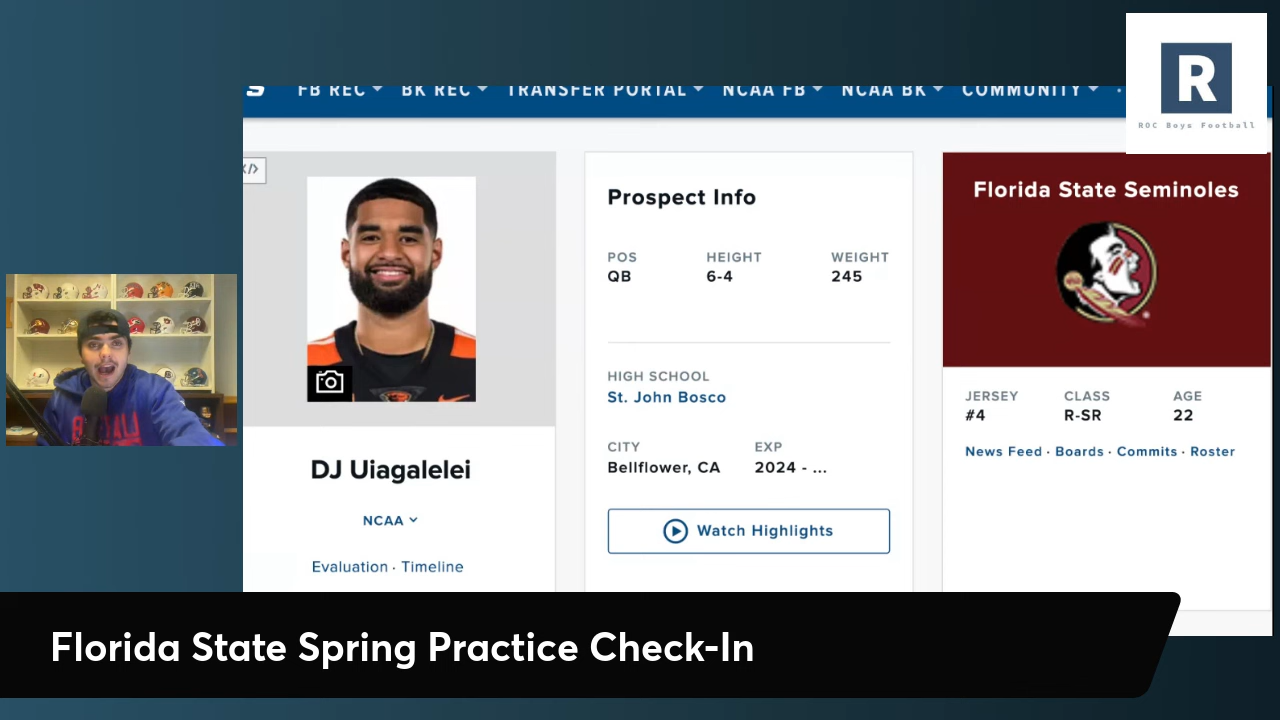 FB REC BK REC TRANSFER PORTAL NCAA FB NCAA BK COMMUNITY
R
ROC Boys Football
</>
DJ Uiagalelei
NCAA
Evaluation · Timeline
Prospect Info
POS HEIGHT WEIGHT
QB 6-4 245
HIGH SCHOOL
St. John Bosco
CITY EXP
Bellflower, CA 2024 - ...
Watch Highlights
Florida State Seminoles
JERSEY CLASS AGE
#4 R-SR 22
News Feed · Boards · Commits · Roster
Florida State Spring Practice Check-In